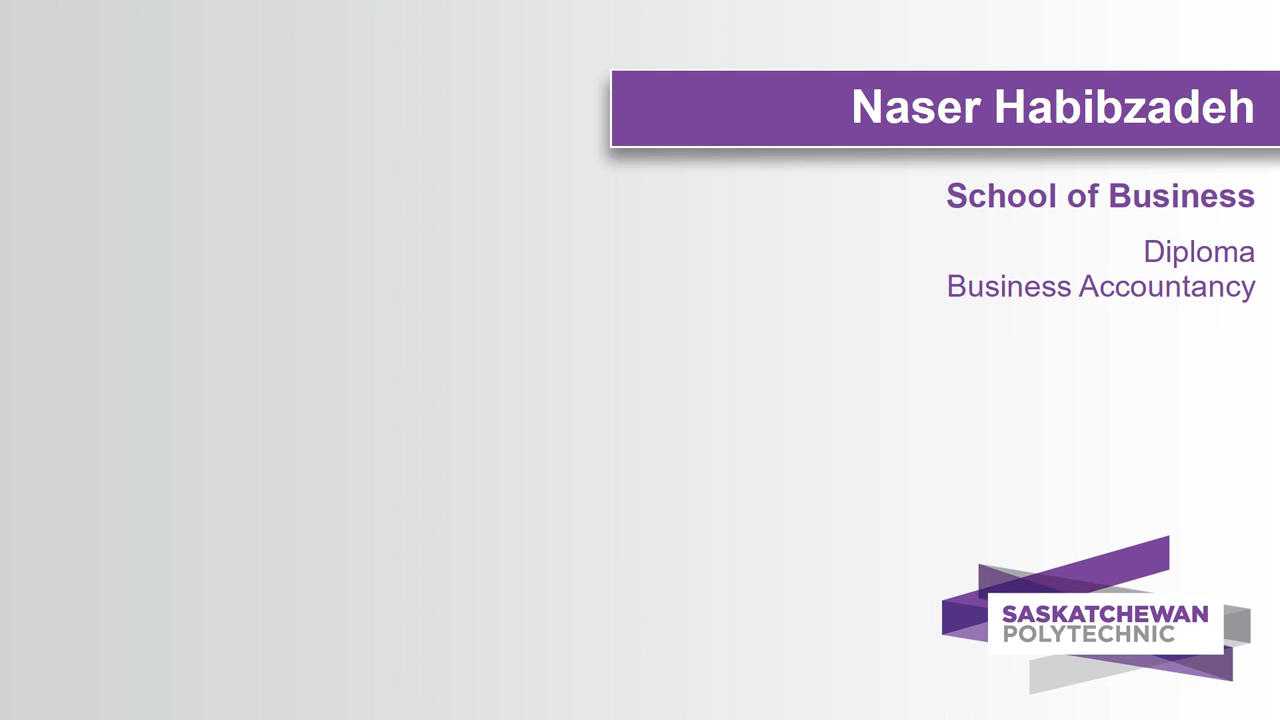 Naser Habibzadeh
School of Business
Diploma
Business Accountancy
SASKATCHEWAN
POLYTECHNIC